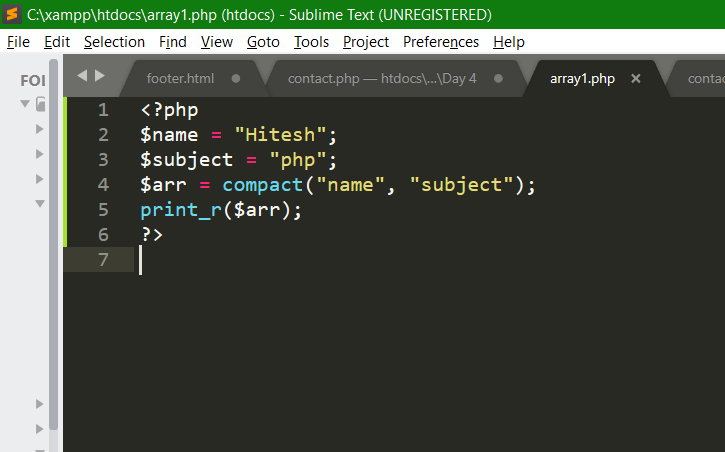 C:\xampp\htdocs\array1.php (htdocs) - Sublime Text (UNREGISTERED)
File Edit Selection Find View Goto Tools Project Preferences Help
FOL
footer.html
contact.php — htdocs\...\Day 4
array1.php
contac
1 <?php
2 $name = "Hitesh";
3 $subject = "php";
4 $arr = compact("name", "subject");
5 print_r($arr);
6 ?>
7